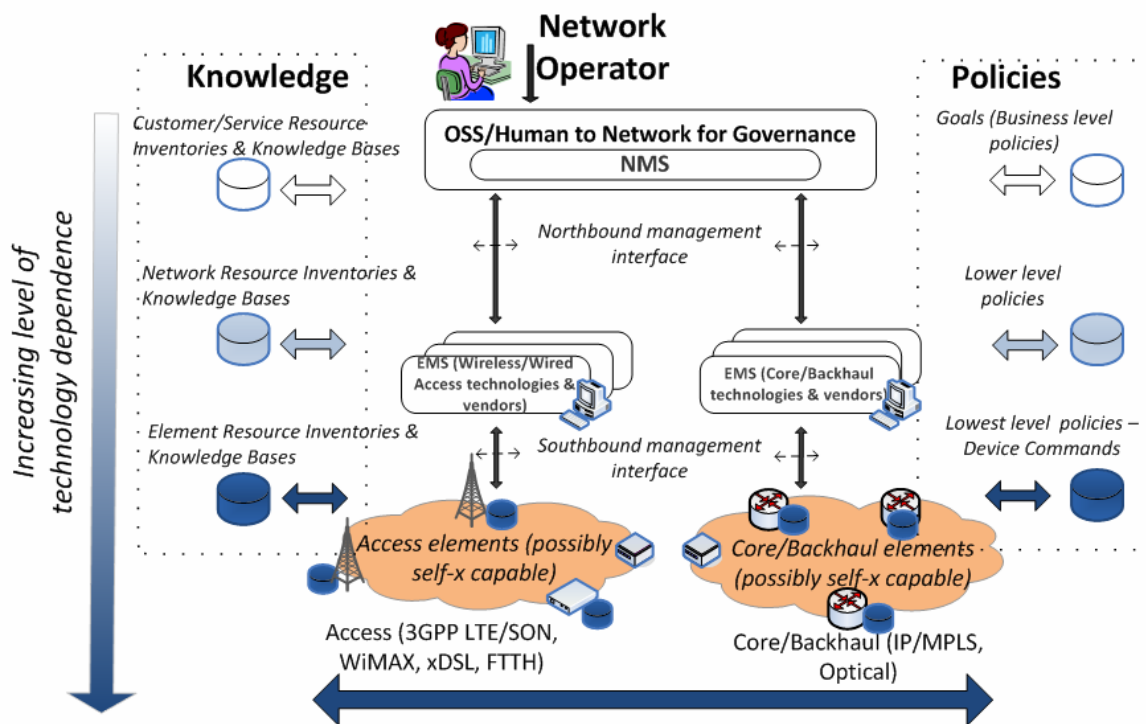 Network
Operator
Knowledge
Policies
Customer/Service Resource
Inventories & Knowledge Bases
OSS/Human to Network for Governance
NMS
Goals (Business level
policies)
Northbound management
interface
Network Resource Inventories &
Knowledge Bases
Lower level
policies
Increasing level of
technology dependence
EMS (Wireless/Wired
Access technologies &
vendors)
EMS (Core/Backhaul
technologies & vendors)
Element Resource Inventories &
Knowledge Bases
Southbound management
interface
Lowest level policies –
Device Commands
Access elements (possibly
self-x capable)
Core/Backhaul elements
(possibly self-x capable)
Access (3GPP LTE/SON,
WiMAX, xDSL, FTTH)
Core/Backhaul (IP/MPLS,
Optical)